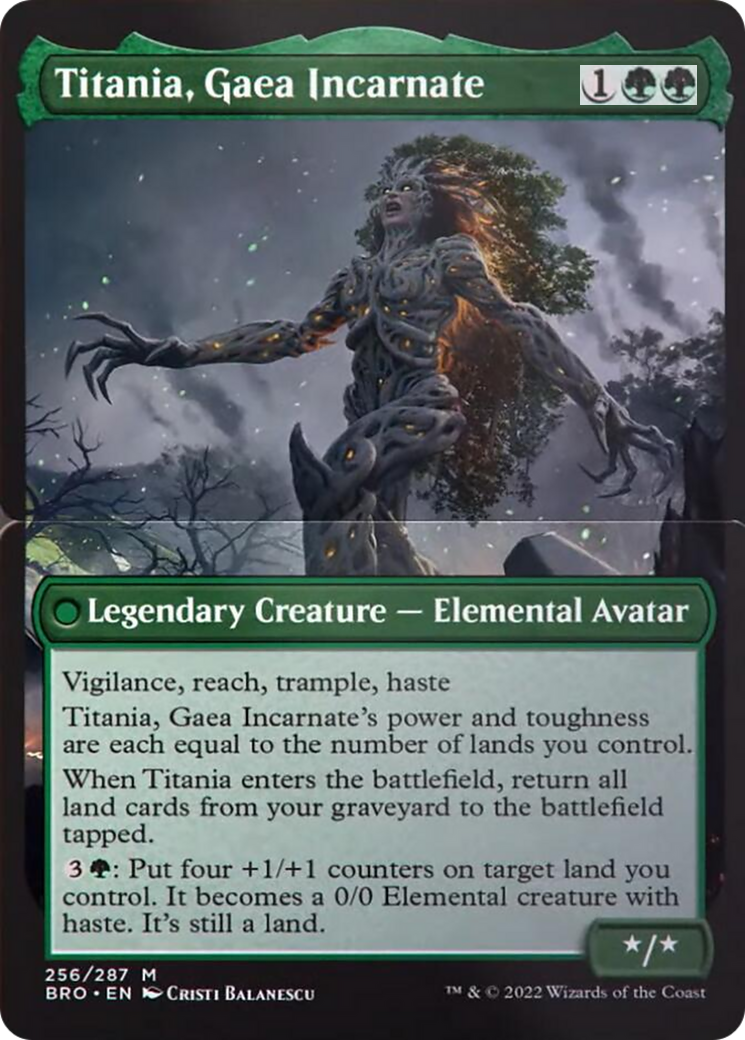 Titania, Gaea Incarnate 1
Legendary Creature — Elemental Avatar
Vigilance, reach, trample, haste
Titania, Gaea Incarnate's power and toughness
are each equal to the number of lands you control.
When Titania enters the battlefield, return all
land cards from your graveyard to the battlefield
tapped.
3 : Put four +1/+1 counters on target land you
control. It becomes a 0/0 Elemental creature with
haste. It's still a land.
★/★
256/287 M
BRO • EN Cristi Balanescu
™ & © 2022 Wizards of the Coast